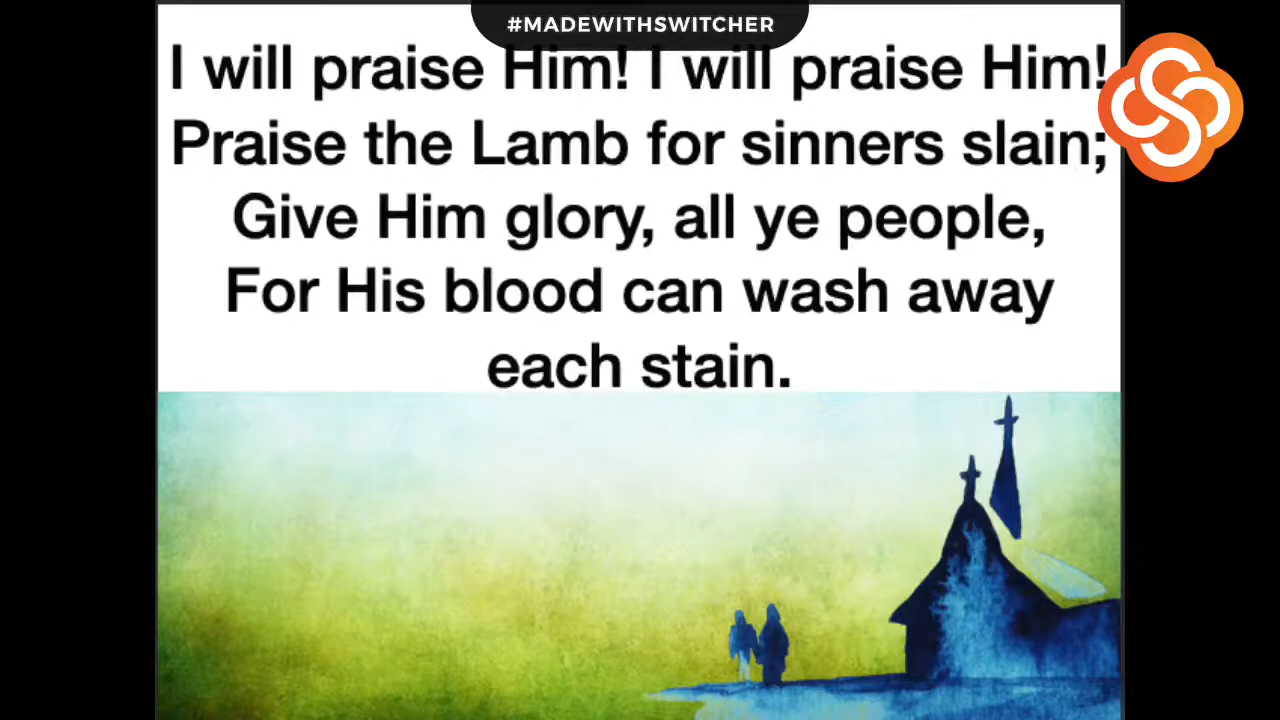 #MADEWITHSWITCHER
I will praise Him! I will praise Him!
Praise the Lamb for sinners slain;
Give Him glory, all ye people,
For His blood can wash away
each stain.